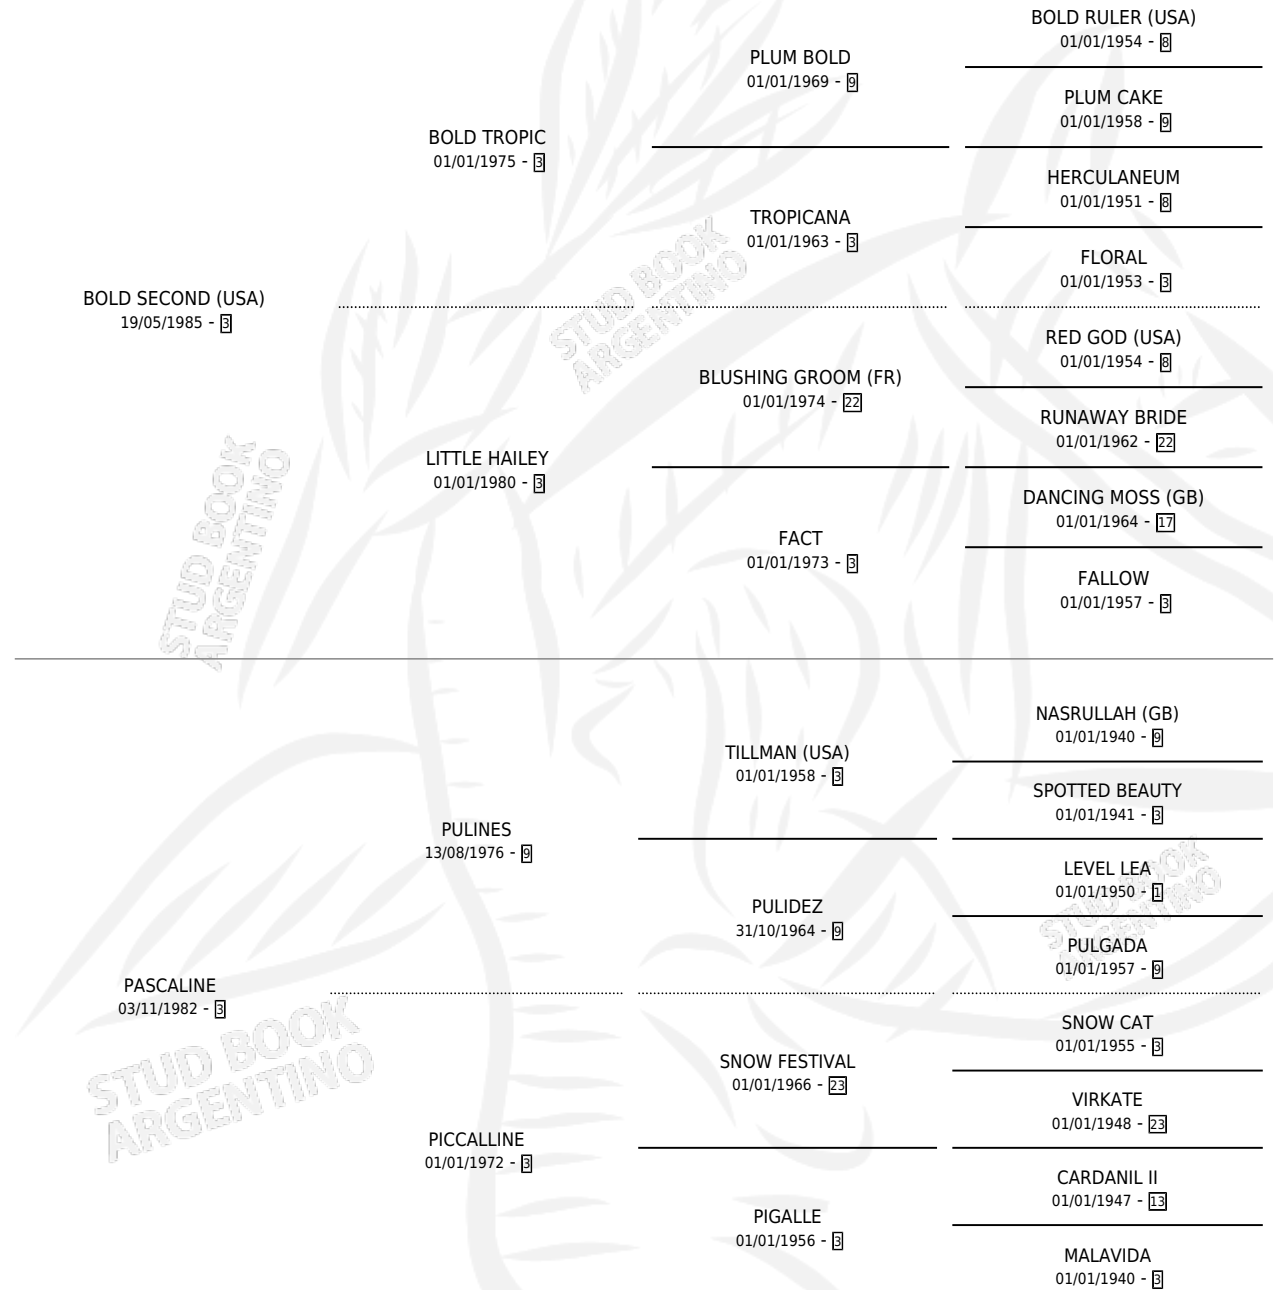 BOLD RULER (USA)
01/01/1954 - 8
PLUM BOLD
01/01/1969 - 9
PLUM CAKE
01/01/1958 - 9
BOLD TROPIC
01/01/1975 - 3
HERCULANEUM
01/01/1951 - 8
TROPICANA
01/01/1963 - 3
FLORAL
01/01/1953 - 3
BOLD SECOND (USA)
19/05/1985 - 3
RED GOD (USA)
01/01/1954 - 8
BLUSHING GROOM (FR)
01/01/1974 - 22
RUNAWAY BRIDE
01/01/1962 - 22
LITTLE HAILEY
01/01/1980 - 3
DANCING MOSS (GB)
01/01/1964 - 17
FACT
01/01/1973 - 3
FALLOW
01/01/1957 - 3
NASRULLAH (GB)
01/01/1940 - 9
TILLMAN (USA)
01/01/1958 - 3
SPOTTED BEAUTY
01/01/1941 - 3
PULINES
13/08/1976 - 9
LEVEL LEA
01/01/1950 - 1
PULIDEZ
31/10/1964 - 9
PULGADA
01/01/1957 - 9
PASCALINE
03/11/1982 - 3
SNOW CAT
01/01/1955 - 3
SNOW FESTIVAL
01/01/1966 - 23
VIRKATE
01/01/1948 - 23
PICCALLINE
01/01/1972 - 3
CARDANIL II
01/01/1947 - 13
PIGALLE
01/01/1956 - 3
MALAVIDA
01/01/1940 - 3
STUD BOOK
ARGENTINO
STUD BOOK
ARGENTINO
STUD BOOK
ARGENTINO
STUD BOOK
ARGENTINO